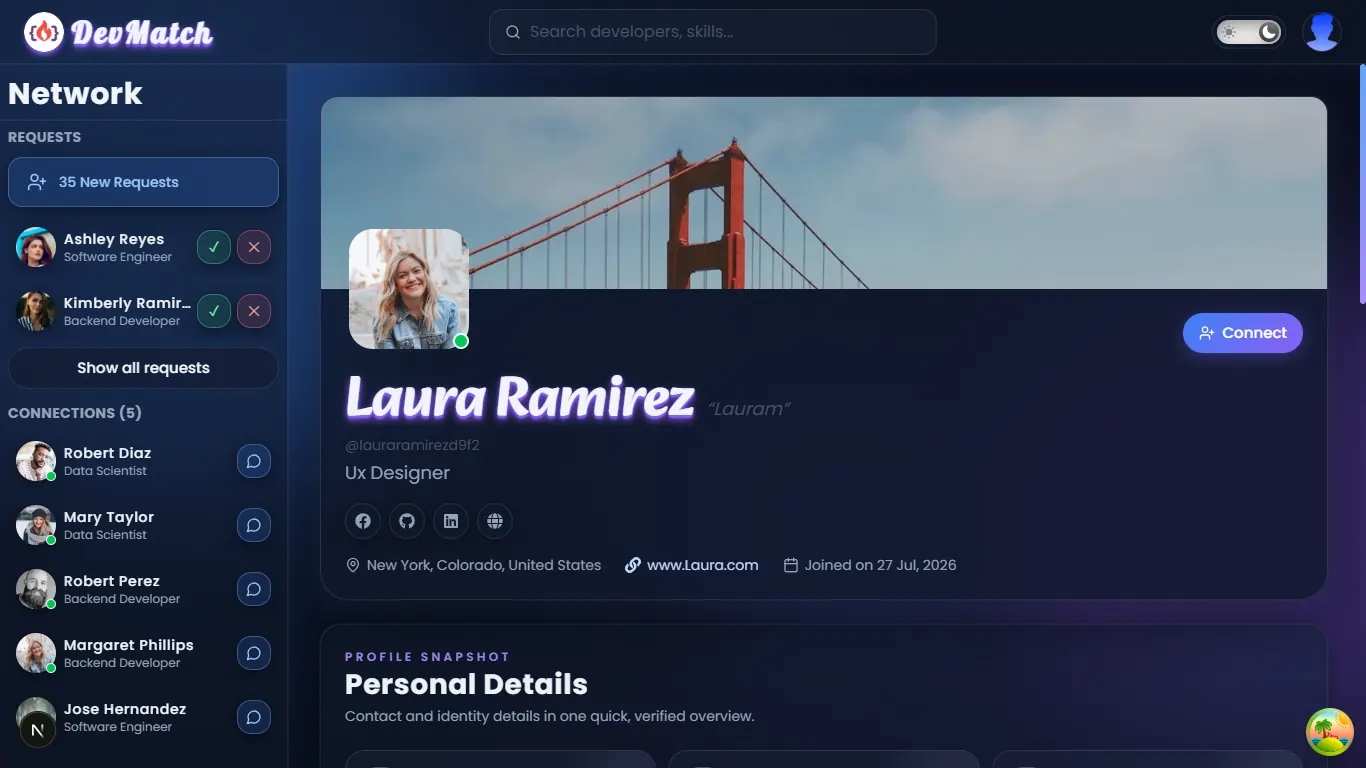 DevMatch
Search developers, skills...
Network
REQUESTS
35 New Requests
Ashley Reyes
Software Engineer
Kimberly Ramir...
Backend Developer
Show all requests
CONNECTIONS (5)
Robert Diaz
Data Scientist
Mary Taylor
Data Scientist
Robert Perez
Backend Developer
Margaret Phillips
Backend Developer
Jose Hernandez
Software Engineer
N
Connect
Laura Ramirez “Lauram”
@lauraramirezd9f2
Ux Designer
New York, Colorado, United States www.Laura.com Joined on 27 Jul, 2026
PROFILE SNAPSHOT
Personal Details
Contact and identity details in one quick, verified overview.